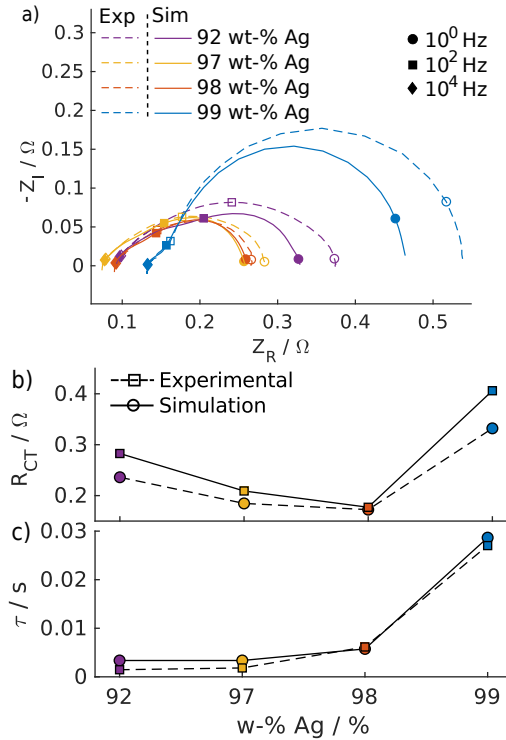 a)
Exp Sim
92 wt-% Ag
97 wt-% Ag
98 wt-% Ag
99 wt-% Ag
10⁰ Hz
10² Hz
10⁴ Hz
-0.3
-0.25
-0.2
0.15
0.1
0.05
0
-Z_I / Ω
0.1 0.2 0.3 0.4 0.5
Z_R / Ω
b)
Experimental
Simulation
0.4
0.3
0.2
R_CT / Ω
c)
0.03
0.02
0.01
0
τ / s
92 97 98 99
w-% Ag / %